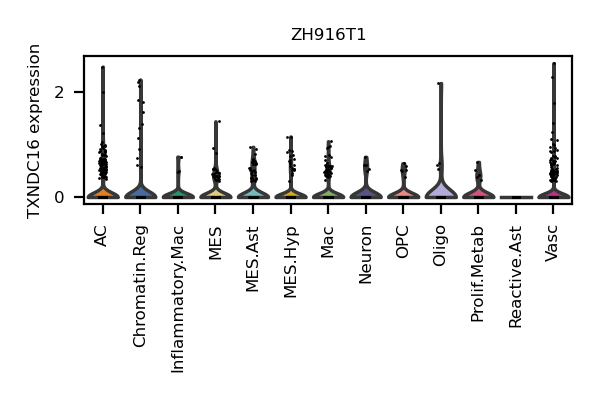 ZH916T1
TXNDC16 expression
2
0
AC
Chromatin.Reg
Inflammatory.Mac
MES
MES.Ast
MES.Hyp
Mac
Neuron
OPC
Oligo
Prolif.Metab
Reactive.Ast
Vasc